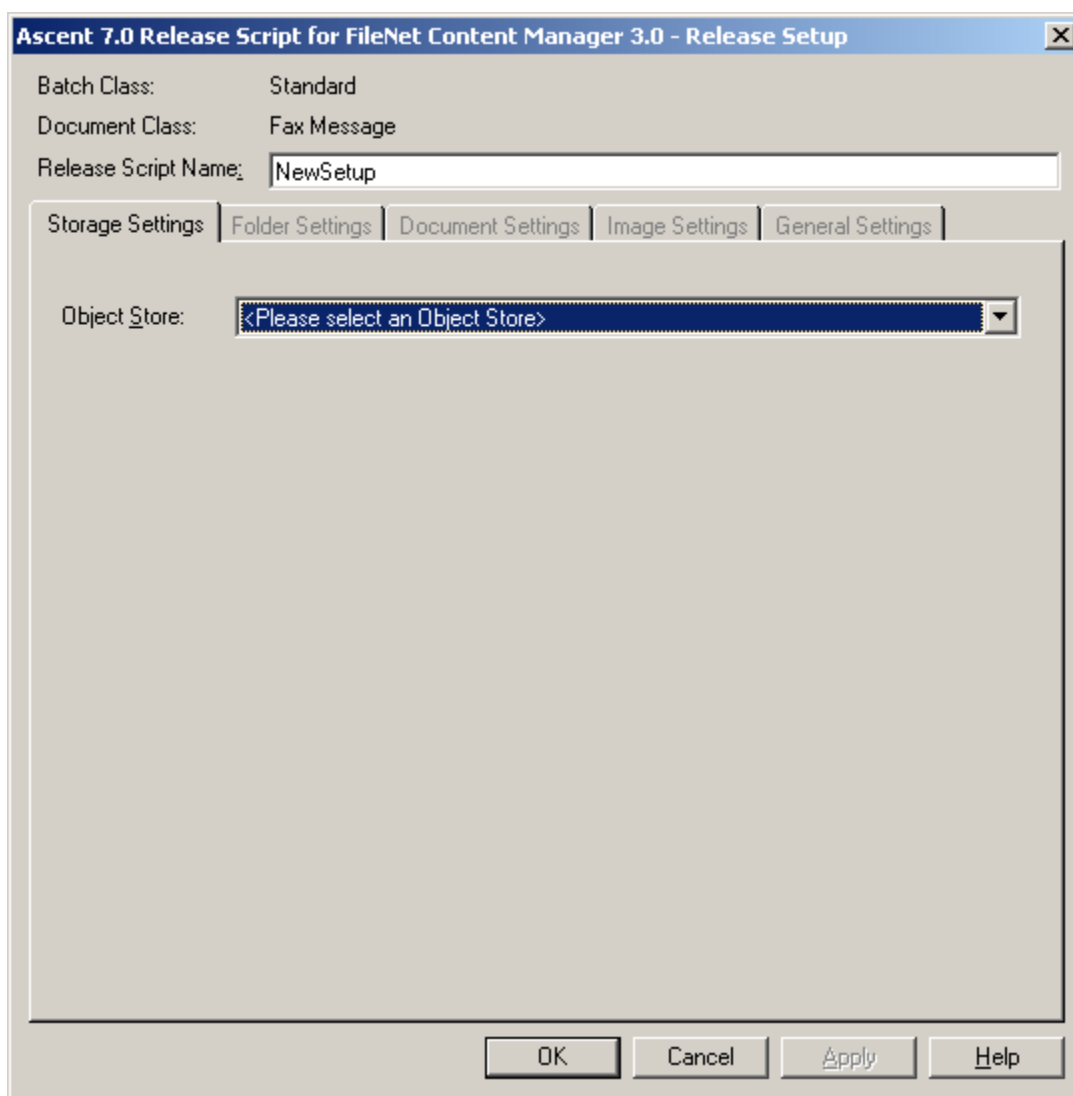 Ascent 7.0 Release Script for FileNet Content Manager 3.0 - Release Setup
Batch Class: Standard
Document Class: Fax Message
Release Script Name: NewSetup
Storage Settings Folder Settings Document Settings Image Settings General Settings
Object Store: <Please select an Object Store>
OK Cancel Apply Help